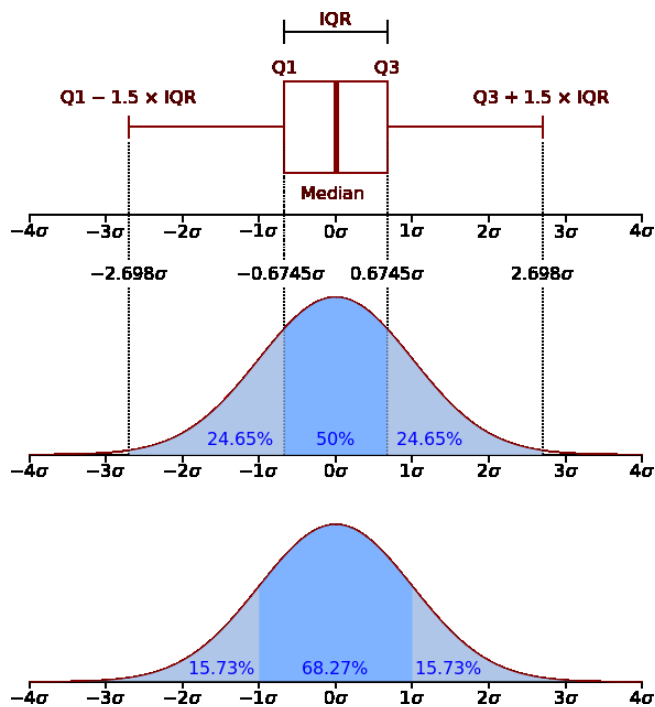 IQR
Q1 Q3
Q1 − 1.5 × IQR Q3 + 1.5 × IQR
Median
−4σ −3σ −2σ −1σ 0σ 1σ 2σ 3σ 4σ
−2.698σ −0.6745σ 0.6745σ 2.698σ
24.65% 50% 24.65%
−4σ −3σ −2σ −1σ 0σ 1σ 2σ 3σ 4σ
15.73% 68.27% 15.73%
−4σ −3σ −2σ −1σ 0σ 1σ 2σ 3σ 4σ